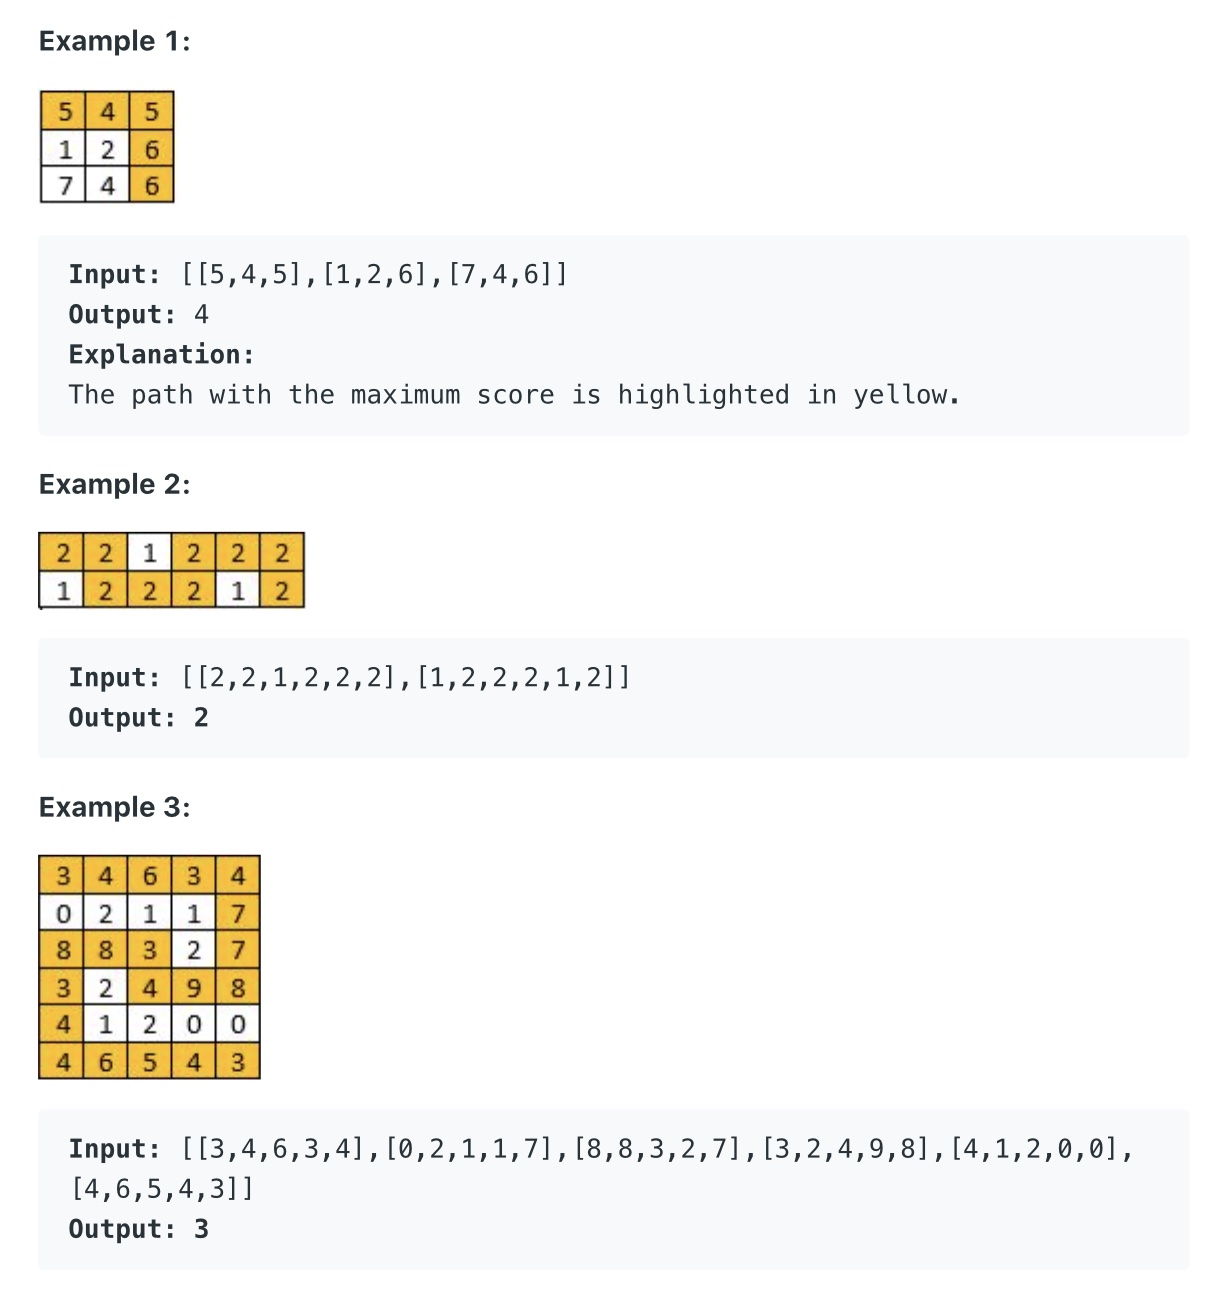 Example 1:
5 4 5
1 2 6
7 4 6
Input: [[5,4,5],[1,2,6],[7,4,6]]
Output: 4
Explanation:
The path with the maximum score is highlighted in yellow.
Example 2:
2 2 1 2 2 2
1 2 2 2 1 2
Input: [[2,2,1,2,2,2],[1,2,2,2,1,2]]
Output: 2
Example 3:
3 4 6 3 4
0 2 1 1 7
8 8 3 2 7
3 2 4 9 8
4 1 2 0 0
4 6 5 4 3
Input: [[3,4,6,3,4],[0,2,1,1,7],[8,8,3,2,7],[3,2,4,9,8],[4,1,2,0,0],
[4,6,5,4,3]]
Output: 3